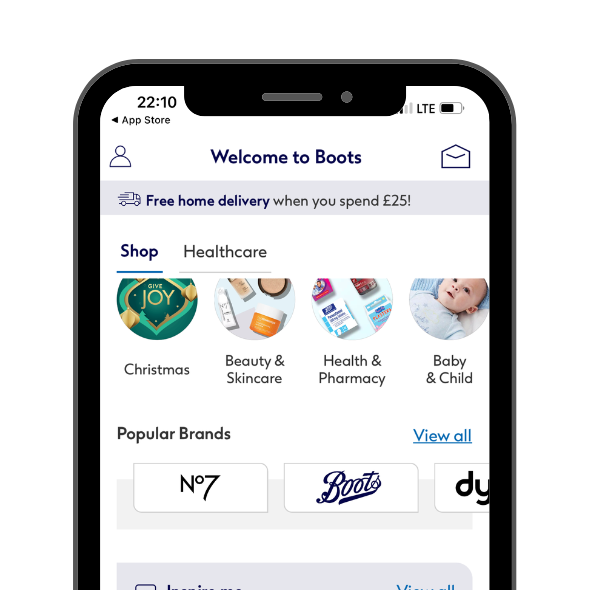 22:10
LTE
◀ App Store
Welcome to Boots
Free home delivery when you spend £25!
Shop
Healthcare
GIVE
JOY
Christmas
Beauty &
Skincare
Health &
Pharmacy
Baby
& Child
Popular Brands
View all
No7
Boots
dy
Inspire me
View all